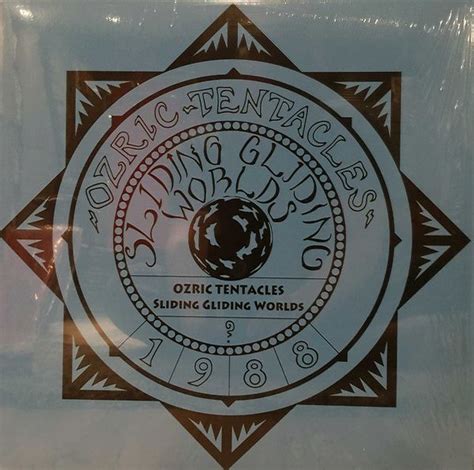 OZRIC-TENTACLES
SLIDING GLIDING
WORLDS
OZRIC TENTACLES
SLIDING GLIDING WORLDS
?
1988